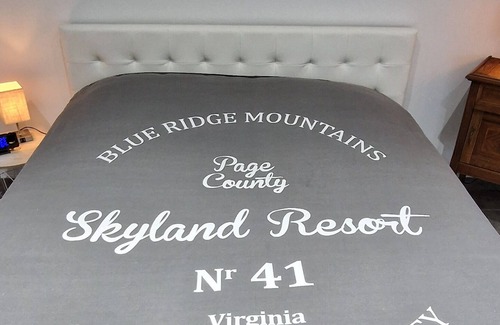 BLUE RIDGE MOUNTAINS
Page
County
Skyland Resort
Nr 41
Virginia